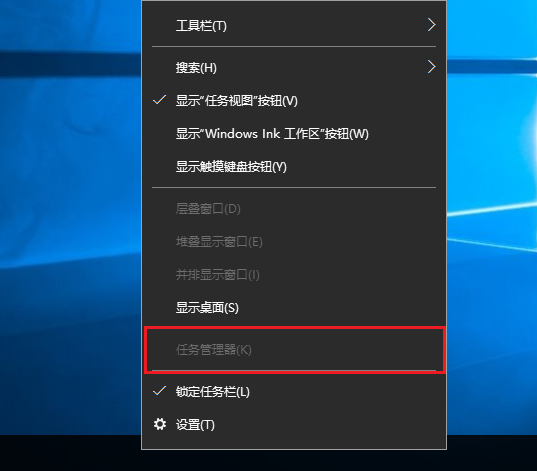 工具栏(T)
搜索(H)
显示"任务视图"按钮(V)
显示"Windows Ink 工作区"按钮(W)
显示触摸键盘按钮(Y)
层叠窗口(D)
堆叠显示窗口(E)
并排显示窗口(I)
显示桌面(S)
任务管理器(K)
锁定任务栏(L)
设置(T)